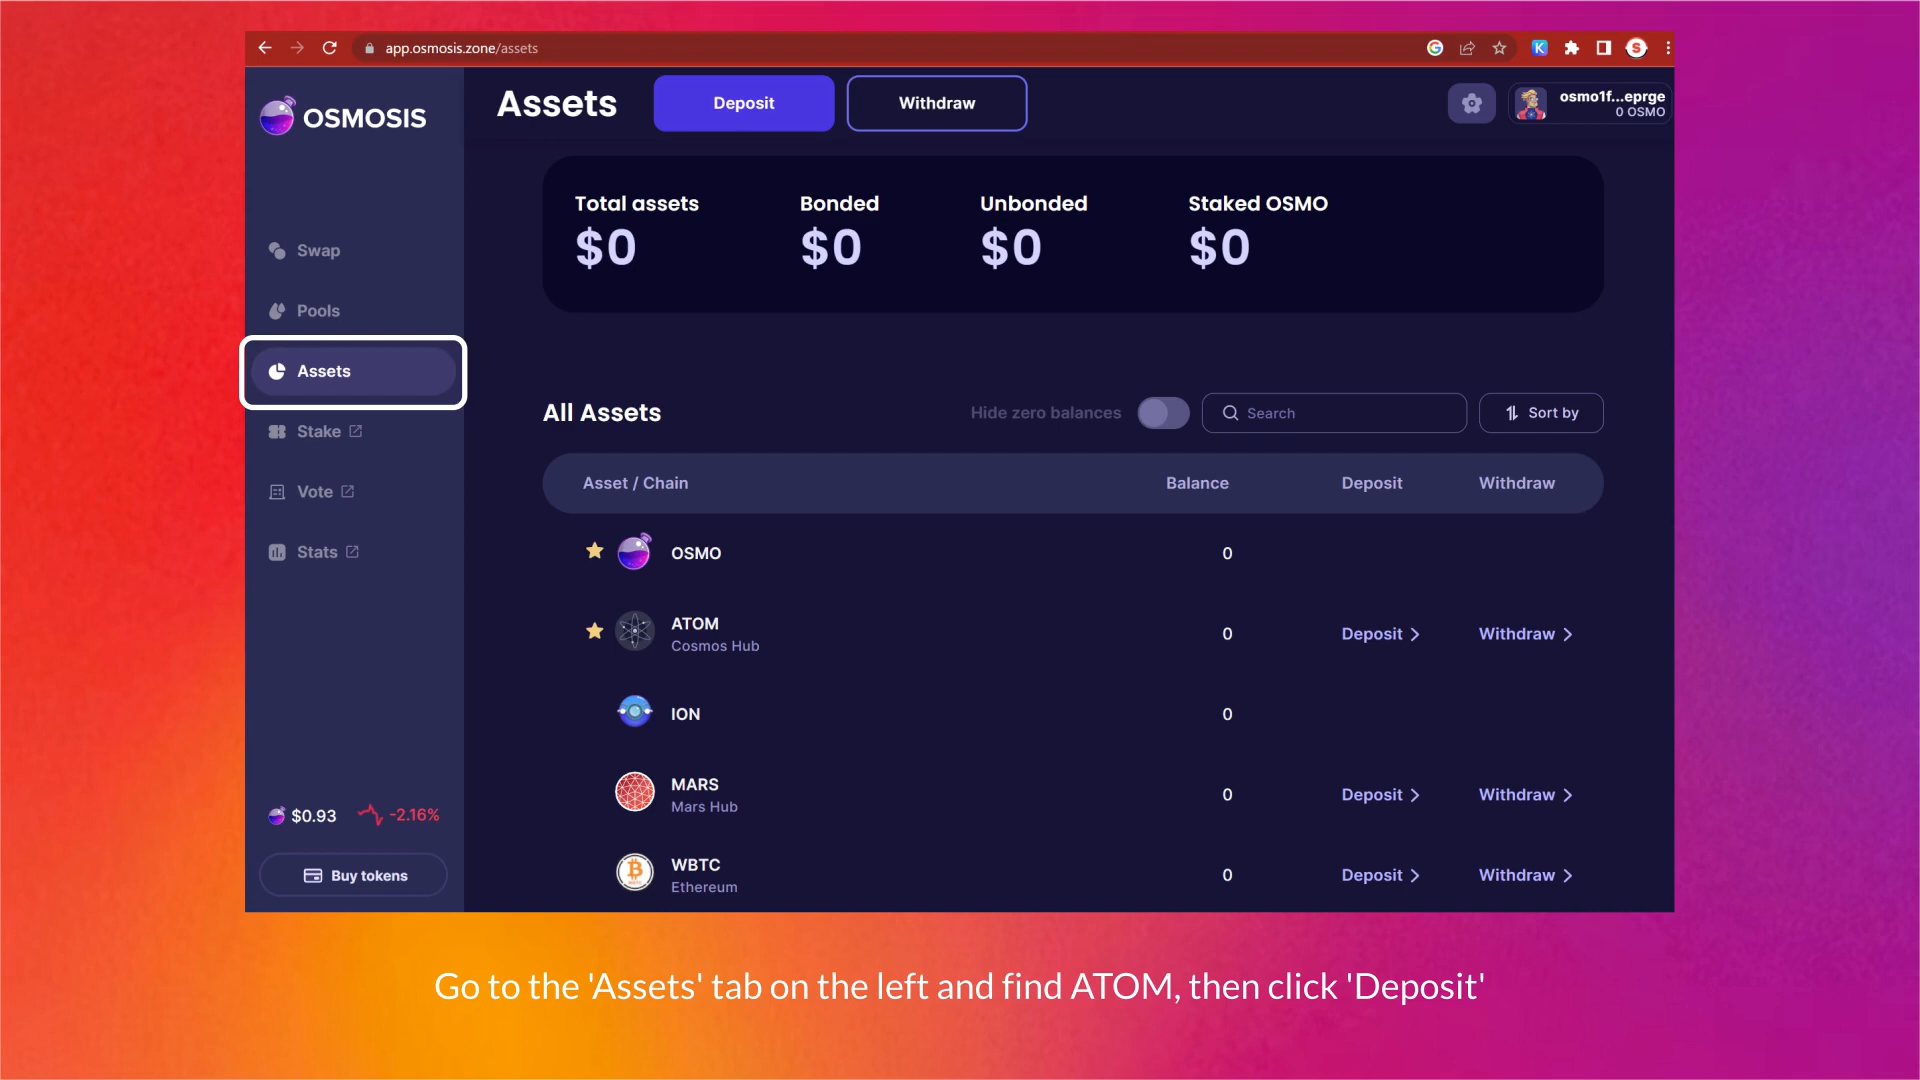 app.osmosis.zone/assets
K
S
OSMOSIS
Assets
Deposit
Withdraw
osmo1f...eprge
0 OSMO
Total assets
Bonded
Unbonded
Staked OSMO
$0
$0
$0
$0
Swap
Pools
Assets
Stake
Vote
Stats
All Assets
Hide zero balances
Search
Sort by
Asset / Chain
Balance
Deposit
Withdraw
OSMO
0
ATOM
Cosmos Hub
0
Deposit
Withdraw
ION
0
MARS
Mars Hub
0
Deposit
Withdraw
WBTC
Ethereum
0
Deposit
Withdraw
$0.93
-2.16%
Buy tokens
Go to the 'Assets' tab on the left and find ATOM, then click 'Deposit'